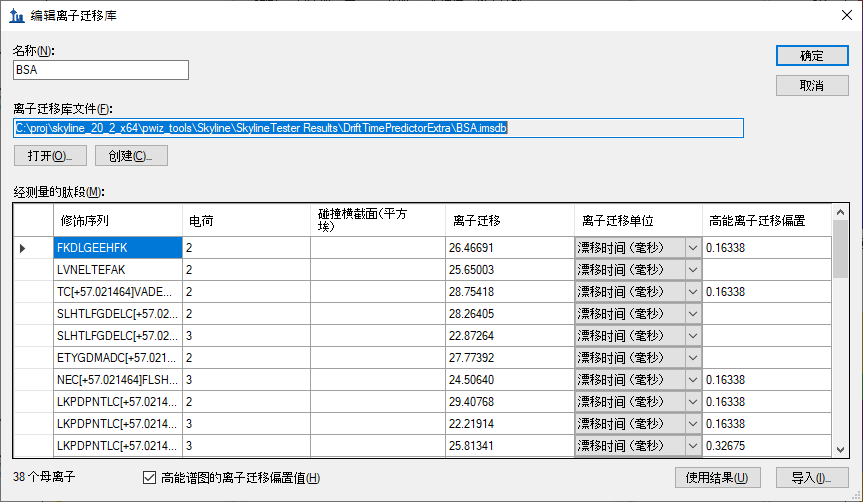 编辑离子迁移库
名称(N):
BSA
确定
取消
离子迁移库文件(F):
C:\proj\skyline_20_2_x64\pwiz_tools\Skyline\SkylineTester Results\DriftTimePredictorExtra\BSA.imsdb
打开(O)... 创建(C)...
经测量的肽段(M):
修饰序列 电荷 碰撞横截面(平方埃) 离子迁移 离子迁移单位 高能离子迁移偏置
FKDLGEEHFK 2 26.46691 漂移时间 (毫秒) 0.16338
LVNELTEFAK 2 25.65003 漂移时间 (毫秒)
TC[+57.021464]VADE... 2 28.75418 漂移时间 (毫秒) 0.16338
SLHTLFGDELC[+57.02... 2 28.26405 漂移时间 (毫秒)
SLHTLFGDELC[+57.02... 3 22.87264 漂移时间 (毫秒)
ETYGDMADC[+57.021... 2 27.77392 漂移时间 (毫秒)
NEC[+57.021464]FLSH... 3 24.50640 漂移时间 (毫秒) 0.16338
LKPDPNTLC[+57.0214... 2 29.40768 漂移时间 (毫秒) 0.16338
LKPDPNTLC[+57.0214... 3 22.21914 漂移时间 (毫秒) 0.16338
LKPDPNTLC[+57.0214... 3 25.81341 漂移时间 (毫秒) 0.32675
38 个母离子 高能谱图的离子迁移偏置值(H) 使用结果(U) 导入(I)...